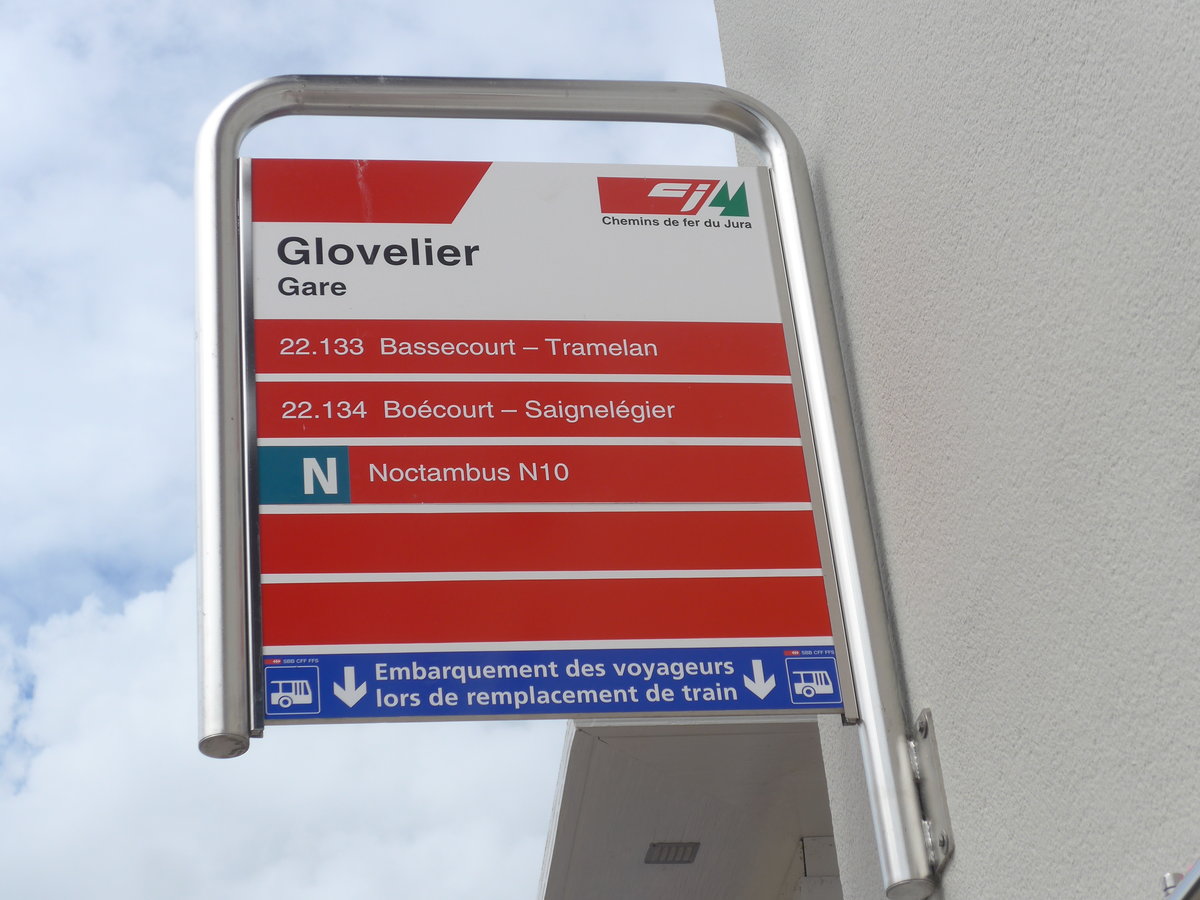 CJ
Chemins de fer du Jura
Glovelier
Gare
22.133 Bassecourt – Tramelan
22.134 Boécourt – Saignelégier
N Noctambus N10
SBB CFF FFS
SBB CFF FFS
Embarquement des voyageurs
lors de remplacement de train